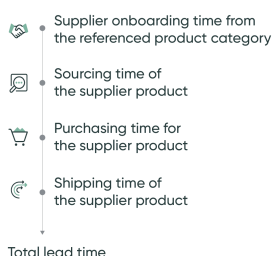 Supplier onboarding time from
the referenced product category
Sourcing time of
the supplier product
Purchasing time for
the supplier product
Shipping time of
the supplier product
Total lead time